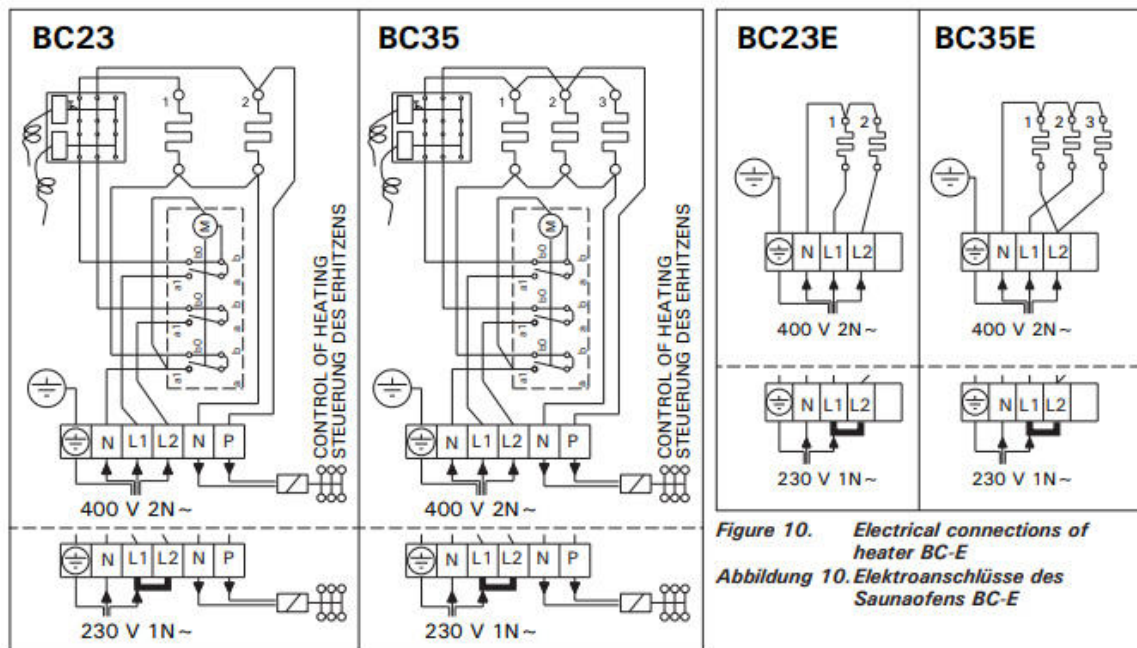 BC23
1
2
M
b0
b
a1
a
b0
b
a1
a
b0
b
a1
a
CONTROL OF HEATING
STEUERUNG DES ERHITZENS
N L1 L2 N P
400 V 2N~
N L1 L2 N P
230 V 1N~
BC35
1 2 3
M
b0
b
a1
a
b0
b
a1
a
b0
b
a1
a
CONTROL OF HEATING
STEUERUNG DES ERHITZENS
N L1 L2 N P
400 V 2N~
N L1 L2 N P
230 V 1N~
BC23E
1 2
N L1 L2
400 V 2N~
N L1 L2
230 V 1N~
BC35E
1 2 3
N L1 L2
400 V 2N~
N L1 L2
230 V 1N~
Figure 10. Electrical connections of
heater BC-E
Abbildung 10. Elektroanschlüsse des
Saunaofens BC-E